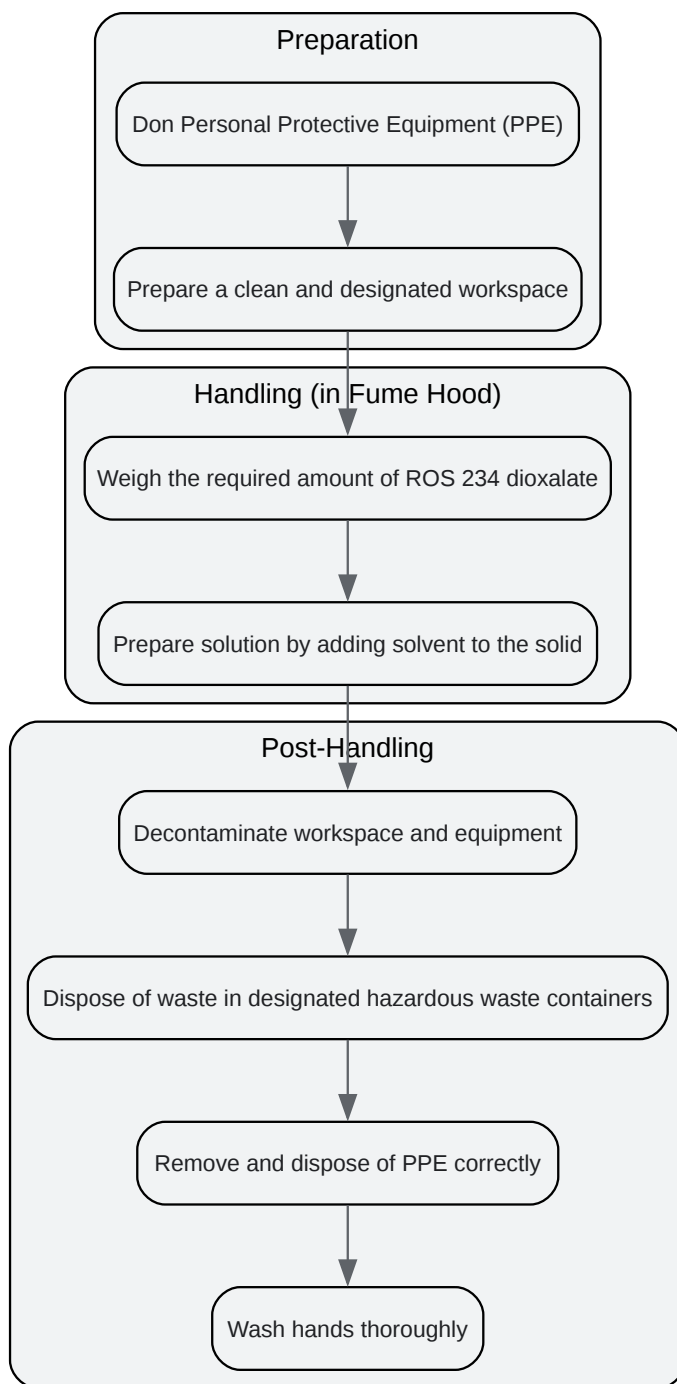 Preparation
Don Personal Protective Equipment (PPE)
Prepare a clean and designated workspace
Handling (in Fume Hood)
Weigh the required amount of ROS 234 dioxalate
Prepare solution by adding solvent to the solid
Post-Handling
Decontaminate workspace and equipment
Dispose of waste in designated hazardous waste containers
Remove and dispose of PPE correctly
Wash hands thoroughly